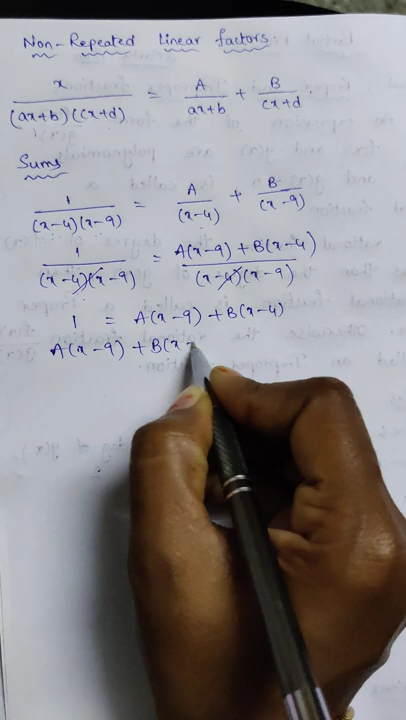 Non-Repeated Linear factors.
x/((ax+b)(cx+d)) = A/(ax+b) + B/(cx+d)
Sums
1/((x-4)(x-9)) = A/(x-4) + B/(x-9)
1/((x-4)(x-9)) = (A(x-9) + B(x-4))/((x-4)(x-9))
1 = A(x-9) + B(x-4)
A(x-9) + B(x-